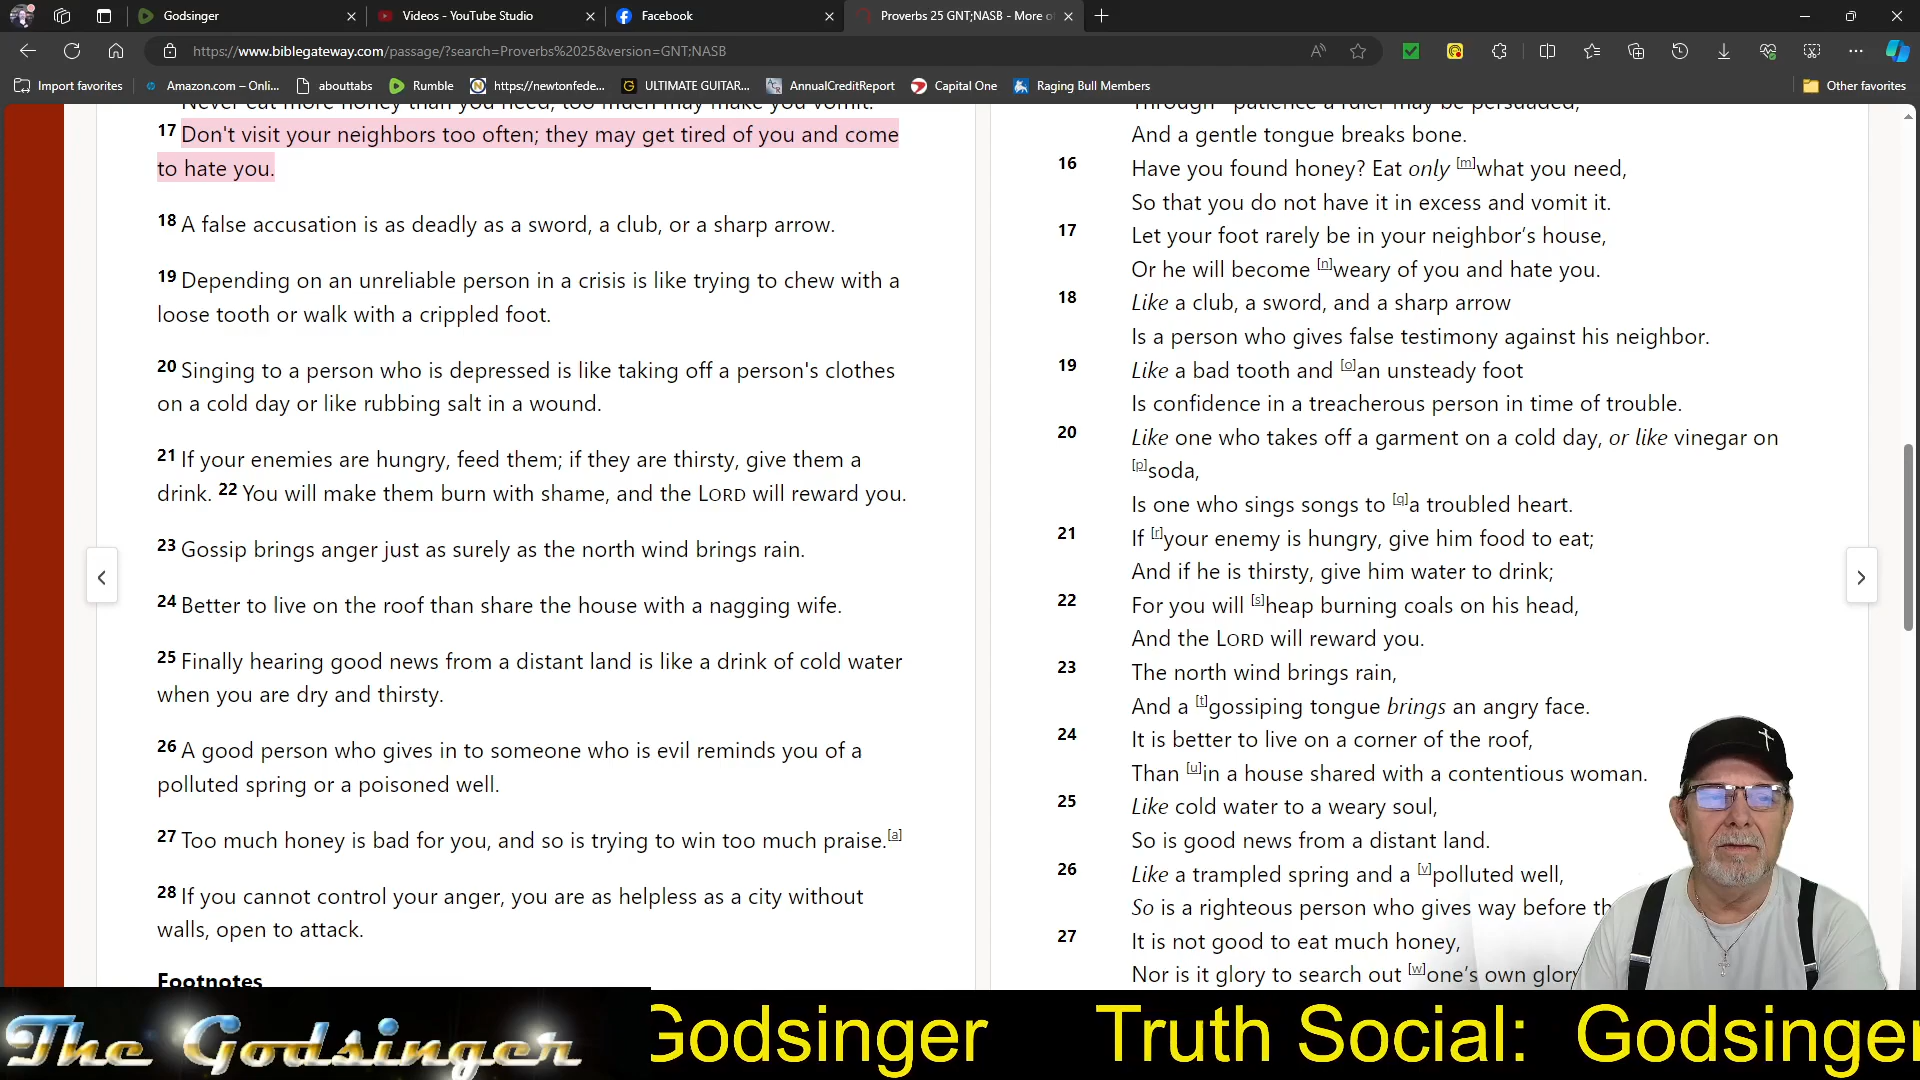 Godsinger
Videos - YouTube Studio
Facebook
Proverbs 25 GNT;NASB - More o
https://www.biblegateway.com/passage/?search=Proverbs%2025&version=GNT;NASB
Import favorites
Amazon.com – Onli...
abouttabs
Rumble
https://newtonfede...
ULTIMATE GUITAR...
AnnualCreditReport
Capital One
Raging Bull Members
Other favorites
Never eat more honey than you need; too much may make you vomit.
17 Don't visit your neighbors too often; they may get tired of you and come
to hate you.
18 A false accusation is as deadly as a sword, a club, or a sharp arrow.
19 Depending on an unreliable person in a crisis is like trying to chew with a
loose tooth or walk with a crippled foot.
20 Singing to a person who is depressed is like taking off a person's clothes
on a cold day or like rubbing salt in a wound.
21 If your enemies are hungry, feed them; if they are thirsty, give them a
drink. 22 You will make them burn with shame, and the LORD will reward you.
23 Gossip brings anger just as surely as the north wind brings rain.
24 Better to live on the roof than share the house with a nagging wife.
25 Finally hearing good news from a distant land is like a drink of cold water
when you are dry and thirsty.
26 A good person who gives in to someone who is evil reminds you of a
polluted spring or a poisoned well.
27 Too much honey is bad for you, and so is trying to win too much praise.[a]
28 If you cannot control your anger, you are as helpless as a city without
walls, open to attack.
Footnotes
Through patience a ruler may be persuaded,
And a gentle tongue breaks bone.
16 Have you found honey? Eat only [m]what you need,
So that you do not have it in excess and vomit it.
17 Let your foot rarely be in your neighbor’s house,
Or he will become [n]weary of you and hate you.
18 Like a club, a sword, and a sharp arrow
Is a person who gives false testimony against his neighbor.
19 Like a bad tooth and [o]an unsteady foot
Is confidence in a treacherous person in time of trouble.
20 Like one who takes off a garment on a cold day, or like vinegar on
[p]soda,
Is one who sings songs to [q]a troubled heart.
21 If [r]your enemy is hungry, give him food to eat;
And if he is thirsty, give him water to drink;
22 For you will [s]heap burning coals on his head,
And the LORD will reward you.
23 The north wind brings rain,
And a [t]gossiping tongue brings an angry face.
24 It is better to live on a corner of the roof,
Than [u]in a house shared with a contentious woman.
25 Like cold water to a weary soul,
So is good news from a distant land.
26 Like a trampled spring and a [v]polluted well,
So is a righteous person who gives way before th
27 It is not good to eat much honey,
Nor is it glory to search out [w]one’s own glory
The Godsinger
Godsinger Truth Social: Godsinger